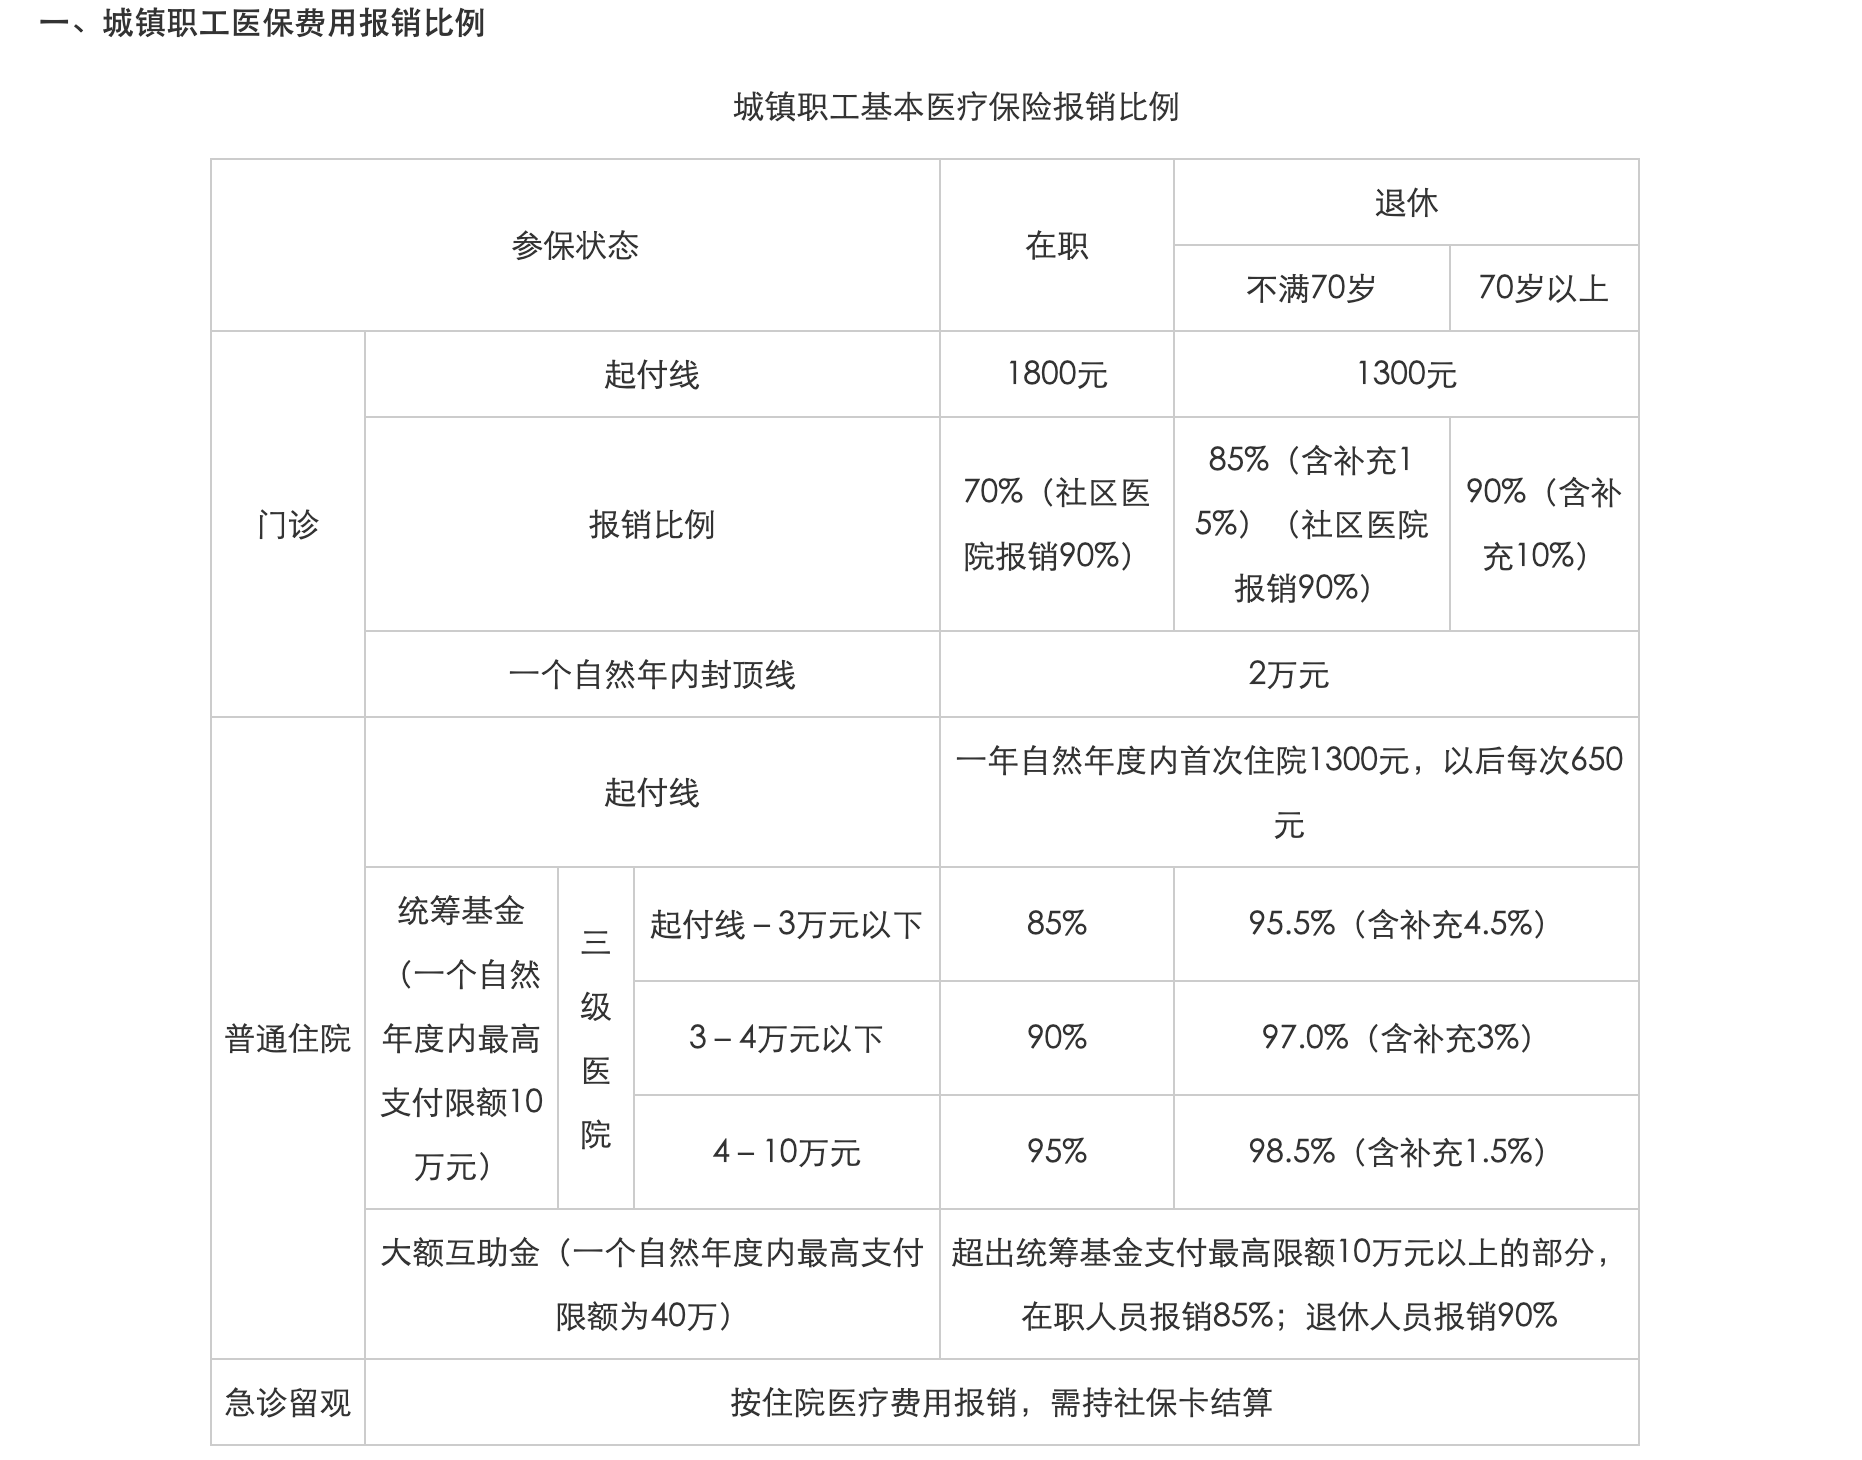 一、城镇职工医保费用报销比例
城镇职工基本医疗保险报销比例
参保状态
在职
退休
不满70岁
70岁以上
门诊
起付线
1800元
1300元
报销比例
70%（社区医
院报销90%）
85%（含补充1
5%）（社区医院
报销90%）
90%（含补
充10%）
一个自然年内封顶线
2万元
普通住院
起付线
一年自然年度内首次住院1300元，以后每次650
元
统筹基金
（一个自然
年度内最高
支付限额10
万元）
三
级
医
院
起付线 – 3万元以下
85%
95.5%（含补充4.5%）
3 – 4万元以下
90%
97.0%（含补充3%）
4 – 10万元
95%
98.5%（含补充1.5%）
大额互助金（一个自然年度内最高支付
限额为40万）
超出统筹基金支付最高限额10万元以上的部分，
在职人员报销85%；退休人员报销90%
急诊留观
按住院医疗费用报销，需持社保卡结算